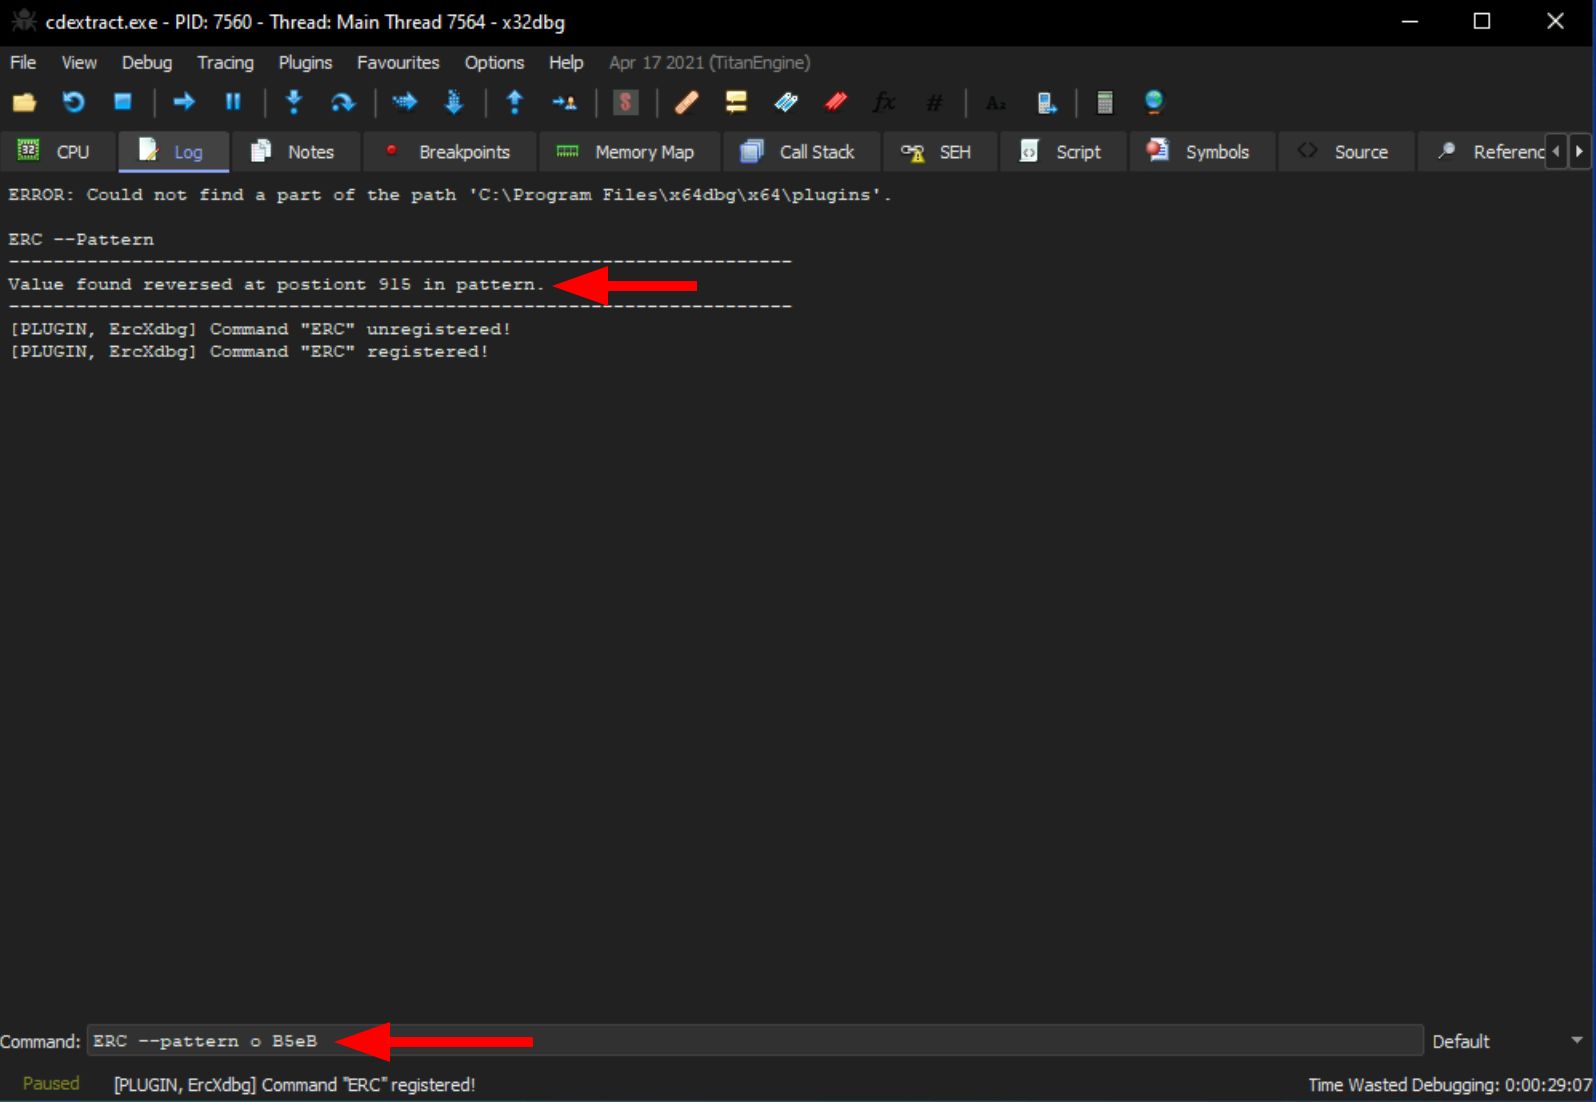 cdextract.exe - PID: 7560 - Thread: Main Thread 7564 - x32dbg
File View Debug Tracing Plugins Favourites Options Help Apr 17 2021 (TitanEngine)
fx # Az
32 CPU Log Notes Breakpoints Memory Map Call Stack SEH Script Symbols Source Referenc
ERROR: Could not find a part of the path 'C:\Program Files\x64dbg\x64\plugins'.
ERC --Pattern
----------------------------------------------------------------------
Value found reversed at postiont 915 in pattern.
----------------------------------------------------------------------
[PLUGIN, ErcXdbg] Command "ERC" unregistered!
[PLUGIN, ErcXdbg] Command "ERC" registered!
Command: ERC --pattern o B5eB Default
Paused [PLUGIN, ErcXdbg] Command "ERC" registered! Time Wasted Debugging: 0:00:29:07